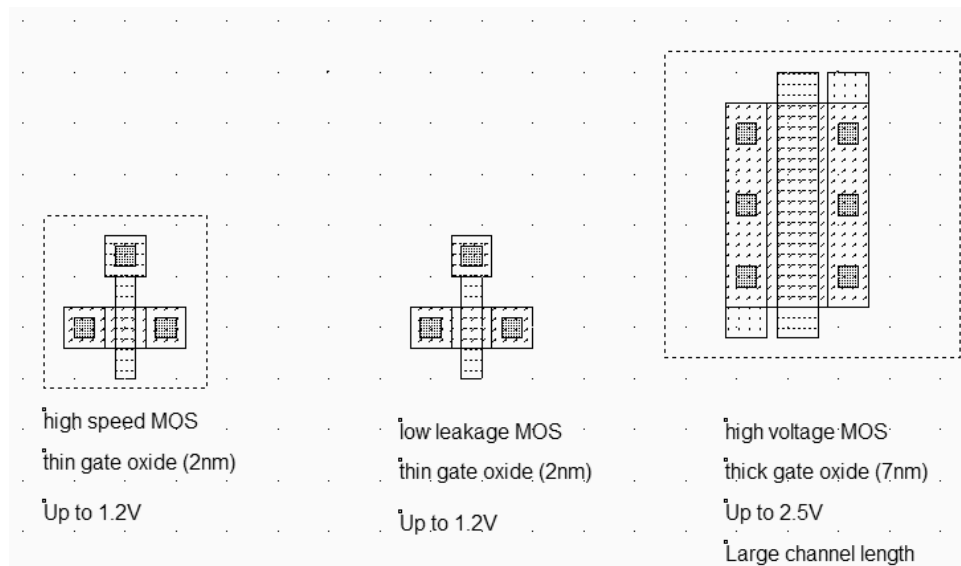 high speed MOS
thin gate oxide (2nm)
Up to 1.2V
low leakage MOS
thin gate oxide (2nm)
Up to 1.2V
high voltage MOS
thick gate oxide (7nm)
Up to 2.5V
Large channel length